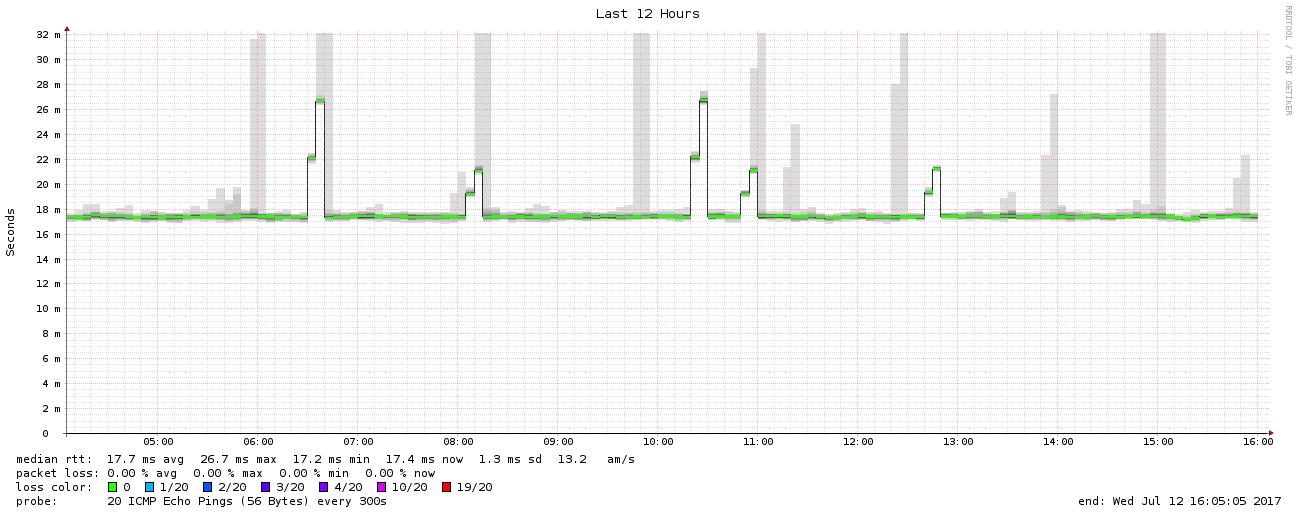 Last 12 Hours
RRDTOOL / TOBI OETIKER
Seconds
32 m
30 m
28 m
26 m
24 m
22 m
20 m
18 m
16 m
14 m
12 m
10 m
8 m
6 m
4 m
2 m
0
05:00 06:00 07:00 08:00 09:00 10:00 11:00 12:00 13:00 14:00 15:00 16:00
median rtt: 17.7 ms avg 26.7 ms max 17.2 ms min 17.4 ms now 1.3 ms sd 13.2 am/s
packet loss: 0.00 % avg 0.00 % max 0.00 % min 0.00 % now
loss color: 0 1/20 2/20 3/20 4/20 10/20 19/20
probe: 20 ICMP Echo Pings (56 Bytes) every 300s end: Wed Jul 12 16:05:05 2017